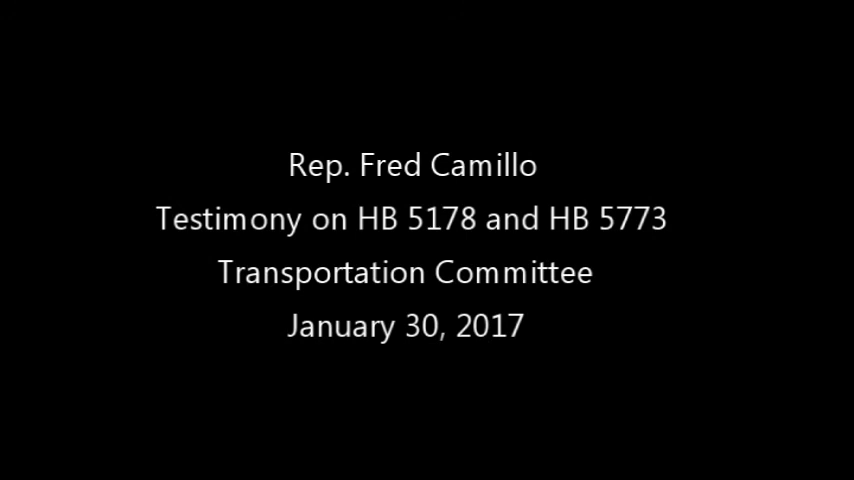 Rep. Fred Camillo
Testimony on HB 5178 and HB 5773
Transportation Committee
January 30, 2017